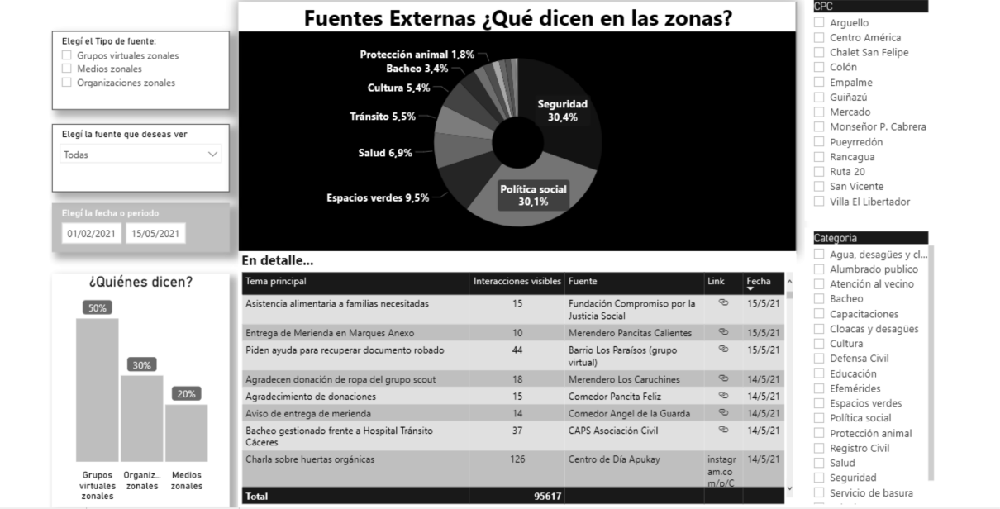 Fuentes Externas ¿Qué dicen en las zonas?
Elegí el Tipo de fuente:
Grupos virtuales zonales
Medios zonales
Organizaciones zonales
Elegí la fuente que deseas ver
Todas
Elegí la fecha o periodo
01/02/2021 15/05/2021
¿Quiénes dicen?
50%
30%
20%
Grupos
virtuales
zonales
Organiz...
zonales
Medios
zonales
Protección animal 1,8%
Bacheo 3,4%
Cultura 5,4%
Tránsito 5,5%
Salud 6,9%
Espacios verdes 9,5%
Seguridad
30,4%
Política social
30,1%
En detalle...
Tema principal Interacciones visibles Fuente Link Fecha
Asistencia alimentaria a familias necesitadas 15 Fundación Compromiso por la 15/5/21
Justicia Social
Entrega de Merienda en Marques Anexo 10 Merendero Pancitas Calientes 15/5/21
Piden ayuda para recuperar documento robado 44 Barrio Los Paraísos (grupo 15/5/21
virtual)
Agradecen donación de ropa del grupo scout 18 Merendero Los Caruchines 14/5/21
Agradecimiento de donaciones 15 Comedor Pancita Feliz 14/5/21
Aviso de entrega de merienda 14 Comedor Angel de la Guarda 14/5/21
Bacheo gestionado frente a Hospital Tránsito 37 CAPS Asociación Civil 14/5/21
Cáceres
Charla sobre huertas orgánicas 126 Centro de Día Apukay instagr 14/5/21
am.co
m/p/C
Total 95617
CPC
Arguello
Centro América
Chalet San Felipe
Colón
Empalme
Guiñazú
Mercado
Monseñor P. Cabrera
Pueyrredón
Rancagua
Ruta 20
San Vicente
Villa El Libertador
Categoria
Agua, desagües y cl...
Alumbrado publico
Atención al vecino
Bacheo
Capacitaciones
Cloacas y desagües
Cultura
Defensa Civil
Educación
Efemérides
Espacios verdes
Política social
Protección animal
Registro Civil
Salud
Seguridad
Servicio de basura